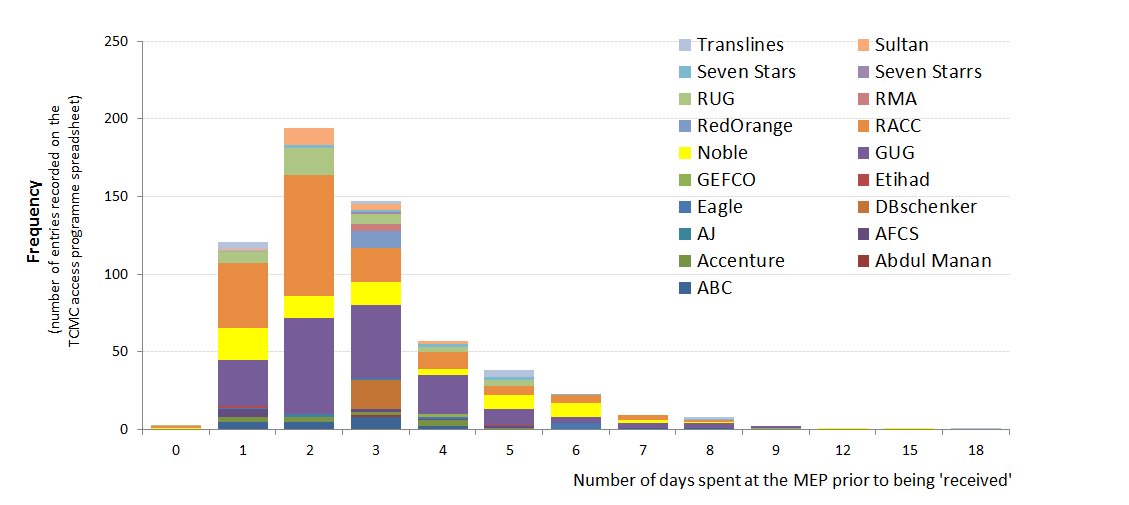 250
200
150
100
50
0
Frequency
(number of entries recorded on the
TCMC access programme spreadsheet)
Translines
Sultan
Seven Stars
Seven Starrs
RUG
RMA
RedOrange
RACC
Noble
GUG
GEFCO
Etihad
Eagle
DBschenker
AJ
AFCS
Accenture
Abdul Manan
ABC
0 1 2 3 4 5 6 7 8 9 12 15 18
Number of days spent at the MEP prior to being 'received'